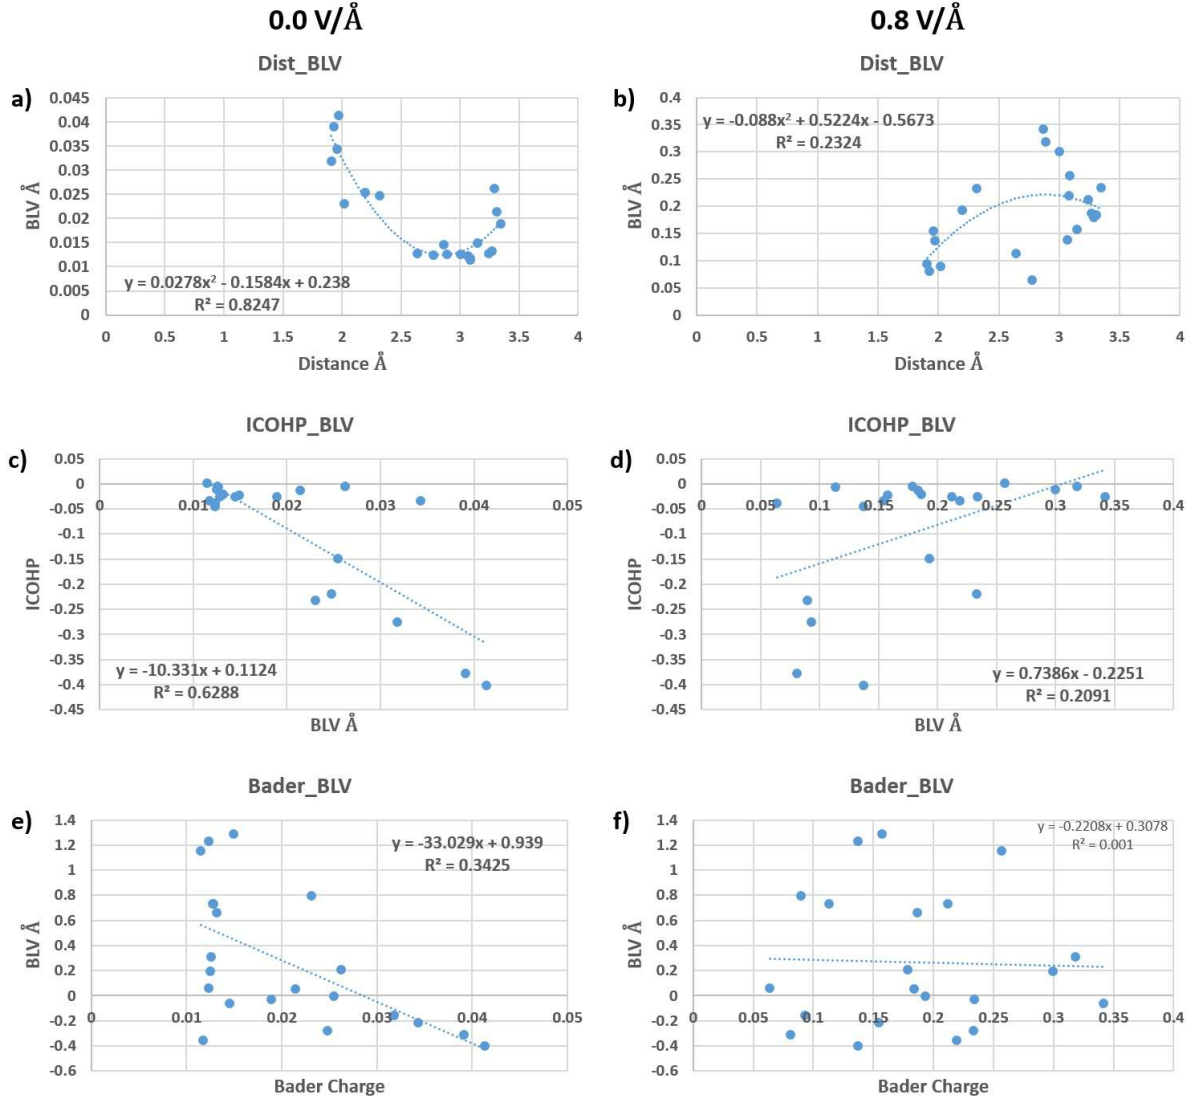 0.0 V/Å
0.8 V/Å
Dist_BLV
a)
0.045
0.04
0.035
0.03
0.025
0.02
0.015
0.01
0.005
0
BLV Å
y = 0.0278x² - 0.1584x + 0.238
R² = 0.8247
0 0.5 1 1.5 2 2.5 3 3.5 4
Distance Å
Dist_BLV
b)
0.4
0.35
0.3
0.25
0.2
0.15
0.1
0.05
0
BLV Å
y = -0.088x² + 0.5224x - 0.5673
R² = 0.2324
0 0.5 1 1.5 2 2.5 3 3.5 4
Distance Å
ICOHP_BLV
c)
0.05
0
-0.05
-0.1
-0.15
-0.2
-0.25
-0.3
-0.35
-0.4
-0.45
ICOHP
0 0.01 0.02 0.03 0.04 0.05
y = -10.331x + 0.1124
R² = 0.6288
BLV Å
ICOHP_BLV
d)
0.05
0
-0.05
-0.1
-0.15
-0.2
-0.25
-0.3
-0.35
-0.4
-0.45
ICOHP
0 0.05 0.1 0.15 0.2 0.25 0.3 0.35 0.4
y = 0.7386x - 0.2251
R² = 0.2091
BLV Å
Bader_BLV
e)
1.4
1.2
1
0.8
0.6
0.4
0.2
0
-0.2
-0.4
-0.6
BLV Å
y = -33.029x + 0.939
R² = 0.3425
0 0.01 0.02 0.03 0.04 0.05
Bader Charge
Bader_BLV
f)
1.4
1.2
1
0.8
0.6
0.4
0.2
0
-0.2
-0.4
-0.6
BLV Å
y = -0.2208x + 0.3078
R² = 0.001
0 0.05 0.1 0.15 0.2 0.25 0.3 0.35 0.4
Bader Charge